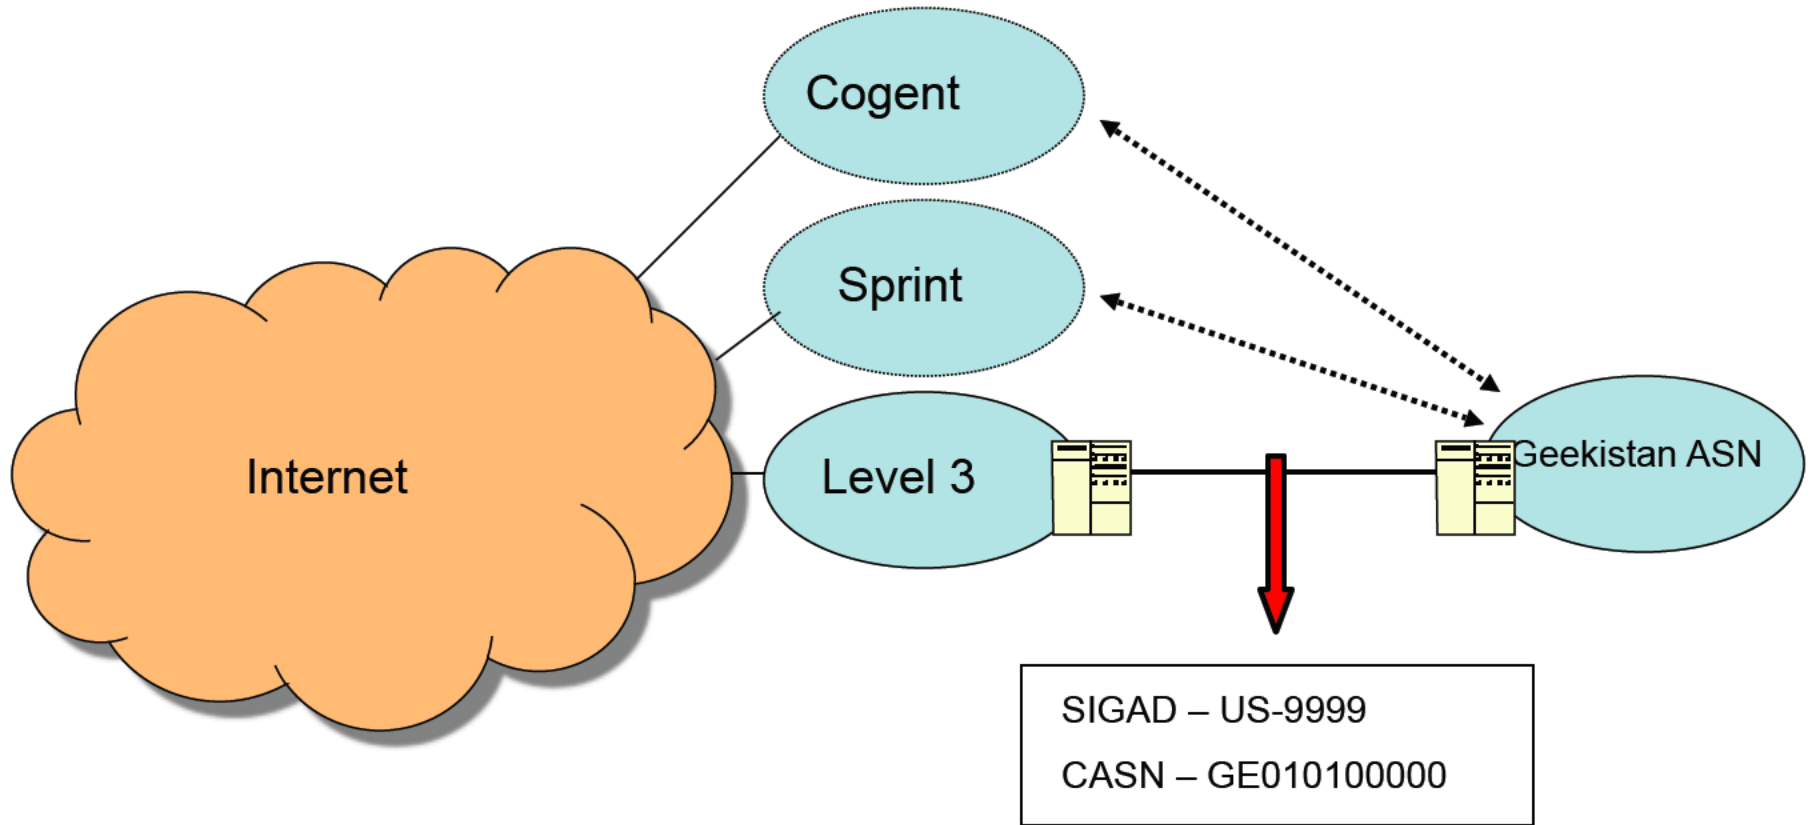 Cogent
Sprint
Internet
Level 3
Geekistan ASN
SIGAD – US-9999
CASN – GE010100000